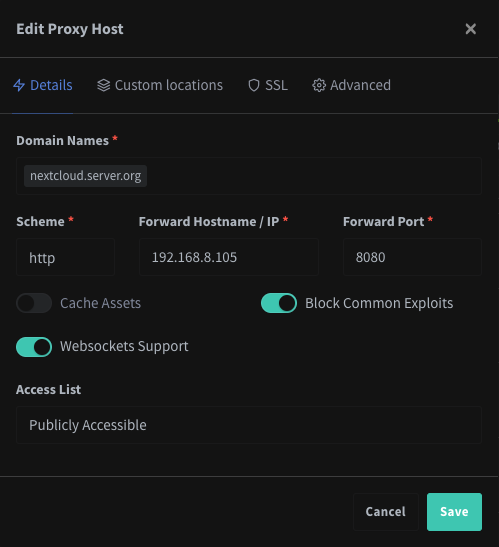 Edit Proxy Host
Details Custom locations SSL Advanced
Domain Names *
nextcloud.server.org
Scheme * Forward Hostname / IP * Forward Port *
http 192.168.8.105 8080
Cache Assets Block Common Exploits
Websockets Support
Access List
Publicly Accessible
Cancel Save